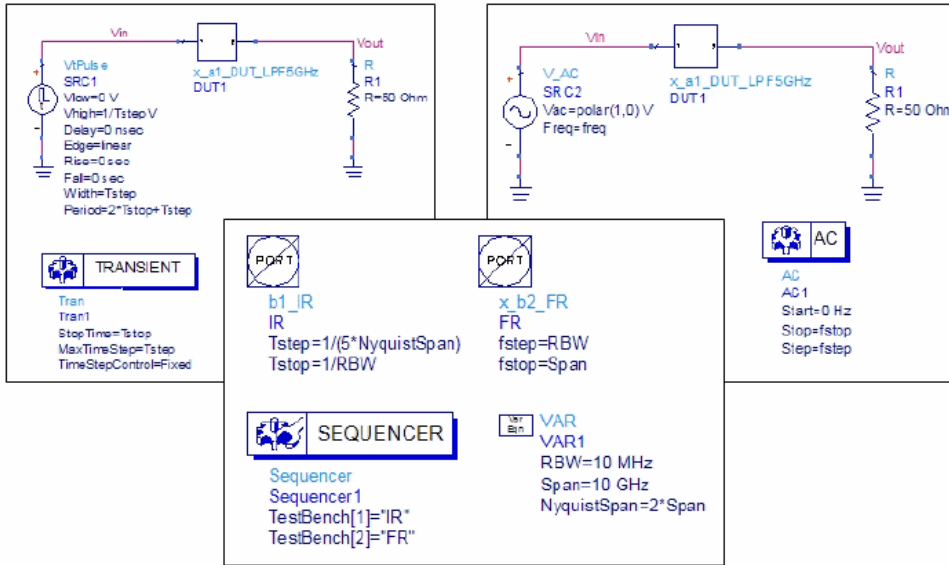 Vin
x_a1_DUT_LPF5GHz
DUT1
Vout
VtPulse
SRC1
Vlow=0 V
Vhigh=1/Tstep V
Delay=0 nsec
Edge=linear
Rise=0 sec
Fall=0 sec
Width=Tstep
Period=2*Tstop+Tstep
R
R1
R=50 Ohm
TRANSIENT
Tran
Tran1
StopTime=Tstop
MaxTimeStep=Tstep
TimeStepControl=Fixed
Vin
x_a1_DUT_LPF5GHz
DUT1
Vout
V_AC
SRC2
Vac=polar(1,0) V
Freq=freq
R
R1
R=50 Ohm
AC
AC
AC1
Start=0 Hz
Stop=fstop
Step=fstep
PORT
b1_IR
IR
Tstep=1/(5*NyquistSpan)
Tstop=1/RBW
PORT
x_b2_FR
FR
fstep=RBW
fstop=Span
SEQUENCER
Sequencer
Sequencer1
TestBench[1]="IR"
TestBench[2]="FR"
Var
Eqn
VAR
VAR1
RBW=10 MHz
Span=10 GHz
NyquistSpan=2*Span